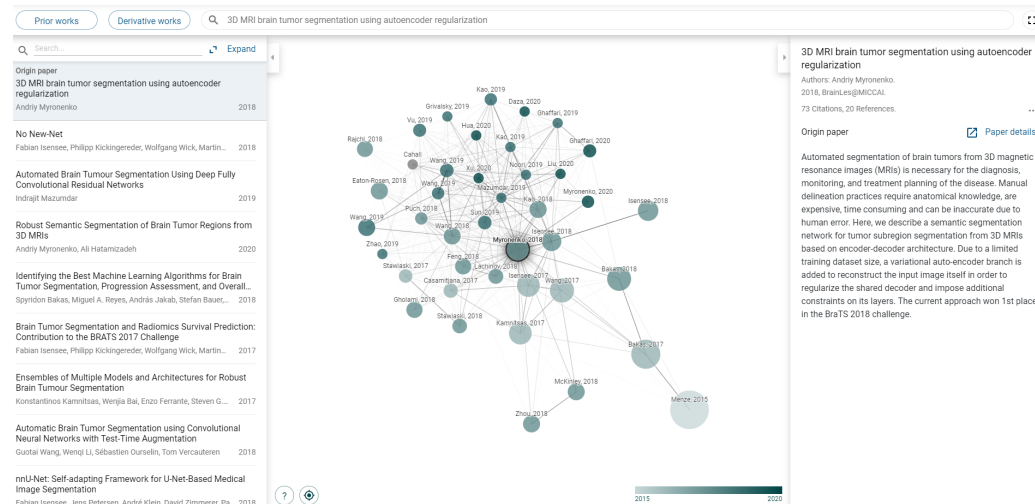 Prior works
Derivative works
3D MRI brain tumor segmentation using autoencoder regularization
Search...
Expand
Origin paper
3D MRI brain tumor segmentation using autoencoder
regularization
Andriy Myronenko
2018
No New-Net
Fabian Isensee, Philipp Kickingereder, Wolfgang Wick, Martin...
2018
Automated Brain Tumour Segmentation Using Deep Fully
Convolutional Residual Networks
Indrajit Mazumdar
2019
Robust Semantic Segmentation of Brain Tumor Regions from
3D MRIs
Andriy Myronenko, Ali Hatamizadeh
2020
Identifying the Best Machine Learning Algorithms for Brain
Tumor Segmentation, Progression Assessment, and Overall...
Spyridon Bakas, Miguel A. Reyes, András Jakab, Stefan Bauer,...
2018
Brain Tumor Segmentation and Radiomics Survival Prediction:
Contribution to the BRATS 2017 Challenge
Fabian Isensee, Philipp Kickingereder, Wolfgang Wick, Martin...
2017
Ensembles of Multiple Models and Architectures for Robust
Brain Tumour Segmentation
Konstantinos Kamnitsas, Wenjia Bai, Enzo Ferrante, Steven G....
2017
Automatic Brain Tumor Segmentation using Convolutional
Neural Networks with Test-Time Augmentation
Guotai Wang, Wenqi Li, Sébastien Ourselin, Tom Vercauteren
2018
nnU-Net: Self-adapting Framework for U-Net-Based Medical
Image Segmentation
Fabian Isensee, Jens Petersen, André Klein, David Zimmerer, Pa...
2018
Kao, 2019
Grivalsky, 2019
Daza, 2020
Ghaffari, 2019
Vu, 2019
Hua, 2020
Rajchl, 2018
Kao, 2019
Ghaffari, 2020
Cahall
Wang, 2019
Xu, 2020
Noori, 2019
Liu, 2020
Eaton-Rosen, 2018
Wang, 2019
Mazumdar, 2019
Myronenko, 2020
Kao, 2018
Isensee, 2018
Puch, 2018
Sun, 2019
Wang, 2019
Wang, 2018
Isensee, 2018
Myronenko, 2018
Zhao, 2019
Feng, 2018
Stawiaski, 2017
Lachinov, 2018
Bakas, 2018
Casamitjana, 2017
Isensee, 2017
Wang, 2017
Gholami, 2018
Stawiaski, 2018
Kamnitsas, 2017
Bakas, 2017
McKinley, 2018
Menze, 2015
Zhou, 2018
?
2015
2020
3D MRI brain tumor segmentation using autoencoder
regularization
Authors: Andriy Myronenko.
2018, BrainLes@MICCAI.
73 Citations, 20 References.
Origin paper
Paper details
Automated segmentation of brain tumors from 3D magnetic
resonance images (MRIs) is necessary for the diagnosis,
monitoring, and treatment planning of the disease. Manual
delineation practices require anatomical knowledge, are
expensive, time consuming and can be inaccurate due to
human error. Here, we describe a semantic segmentation
network for tumor subregion segmentation from 3D MRIs
based on encoder-decoder architecture. Due to a limited
training dataset size, a variational auto-encoder branch is
added to reconstruct the input image itself in order to
regularize the shared decoder and impose additional
constraints on its layers. The current approach won 1st place
in the BraTS 2018 challenge.